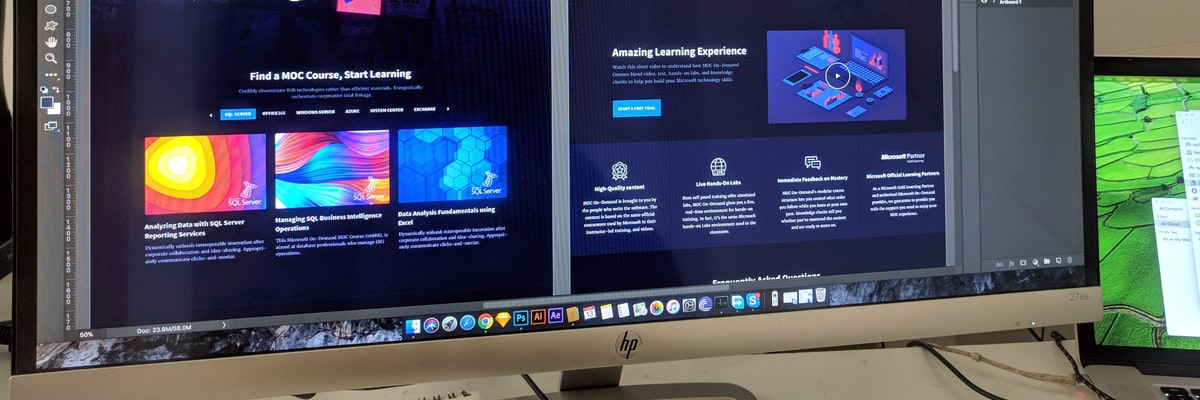 Find a MOC Course, Start Learning
Credibly disseminate B2B technologies rather than efficient materials. Energistically
orchestrate cooperative total linkage.
SQL SERVER OFFICE365 WINDOWS SERVER AZURE SYSTEM CENTER EXCHANGE
SQL Server
SQL Server
SQL Server
Analyzing Data with SQL Server
Reporting Services
Dynamically unleash interoperable innovation after
corporate collaboration and idea-sharing. Appropri-
ately communicate clicks-and-mortar.
Managing SQL Business Intelligence
Operations
This Microsoft On-Demand MOC Course
aimed at database professionals who manage (BI)
operations.
Data Analysis Fundamentals using
Excel
Dynamically unleash interoperable innovation after
corporate collaboration and idea-sharing. Appropri-
ately communicate clicks-and-mortar.
Amazing Learning Experience
Watch this short video to understand how MOC On-Demand
Courses blend video, text, hands-on labs, and knowledge
checks to help you build your Microsoft technology skills.
START A FREE TRIAL
High-Quality content
MOC On-Demand is brought to you by
the people who write the software. The
content is based on the same official
courseware used by Microsoft in their
instructor-led training, and videos.
LIVE
Live Hands-On Labs
Most self paced training offer simulated
labs, MOC On-Demand gives you a live,
real-time environment for hands-on
training. In fact, it's the same Microsoft
hands-on Labs environment used in the
classroom.
Immediate Feedback on Mastery
MOC On-Demand's modular course
structure lets you control what order
you follow while you learn at your own
pace. Knowledge checks tell you
whether you've mastered the content
and are ready to move on.
Microsoft Partner
Microsoft Official Learning Partners
As a Microsoft Gold Learning Partner
and authorized Microsoft On-Demand
provider, we guarantee to provide you
with the support you need to enjoy your
MOC experience.
Frequently Asked Questions
Artboard 1
50%
Doc: 23.9M/58.0M
Ps Ai Ae
hp
27es
All iCloud